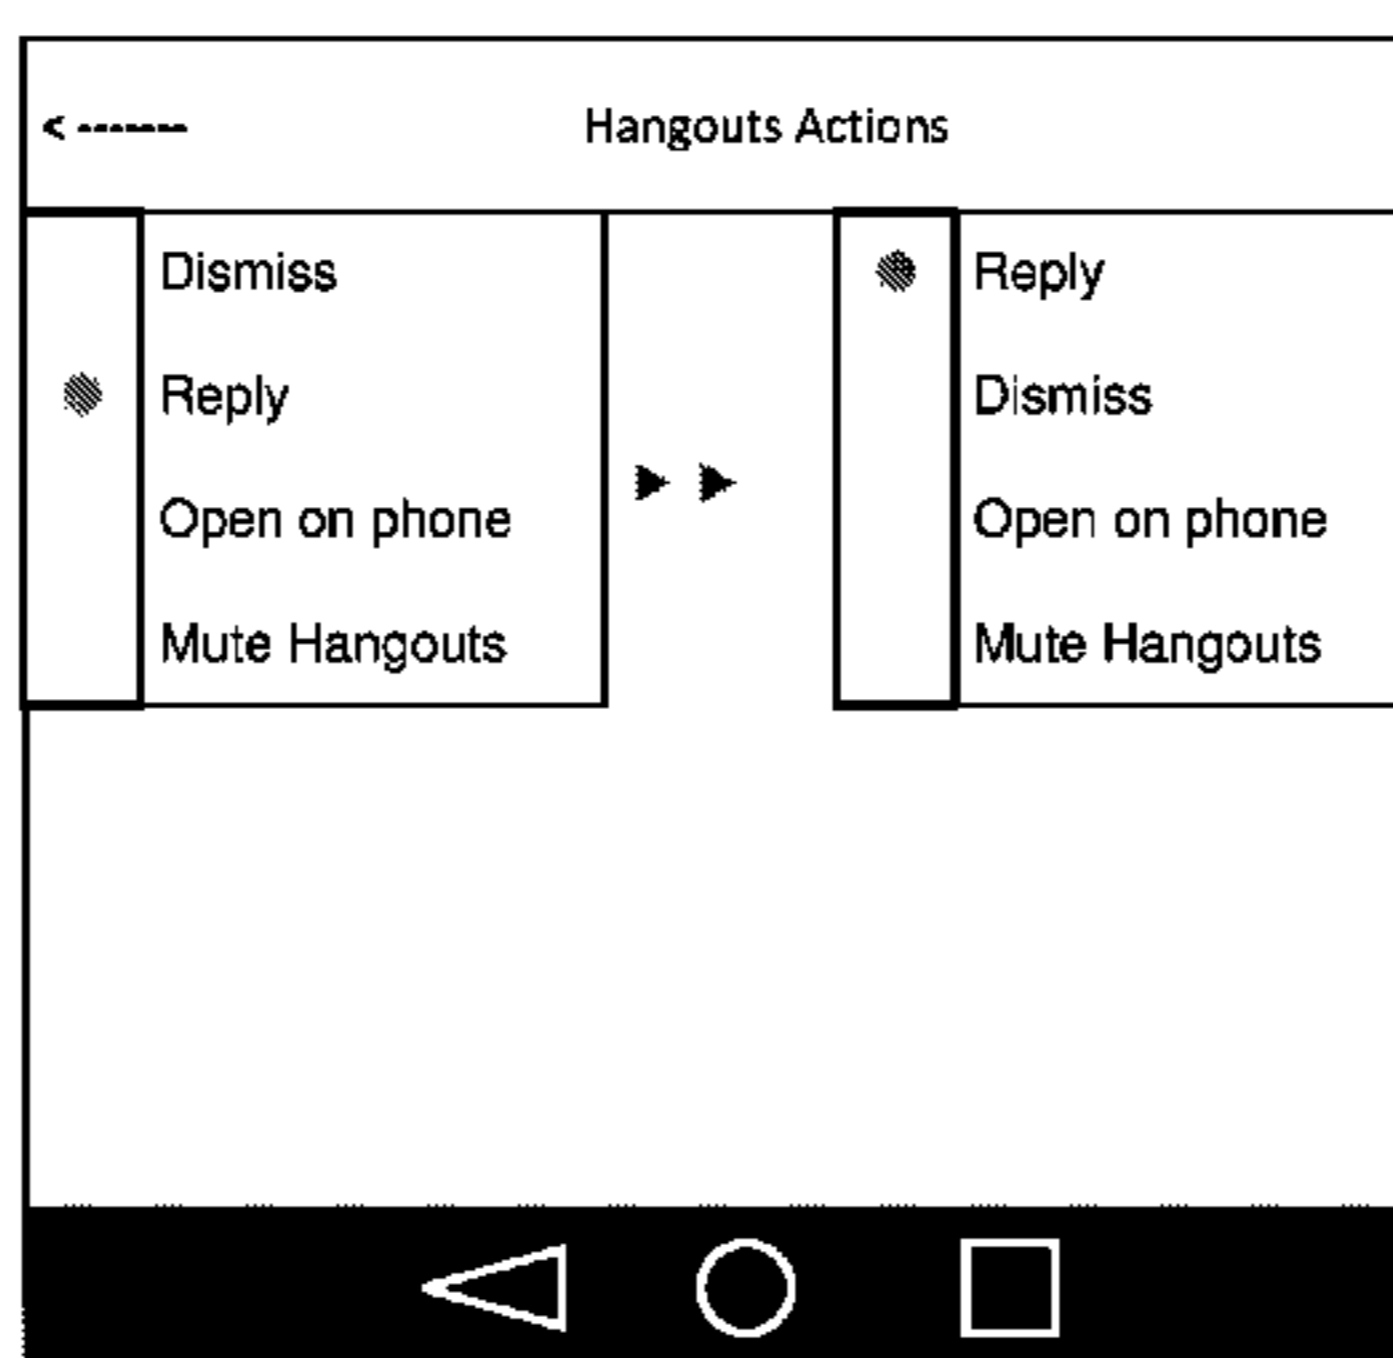 < -------
Hangouts Actions
Dismiss
Reply
Open on phone
Mute Hangouts
Reply
Dismiss
Open on phone
Mute Hangouts